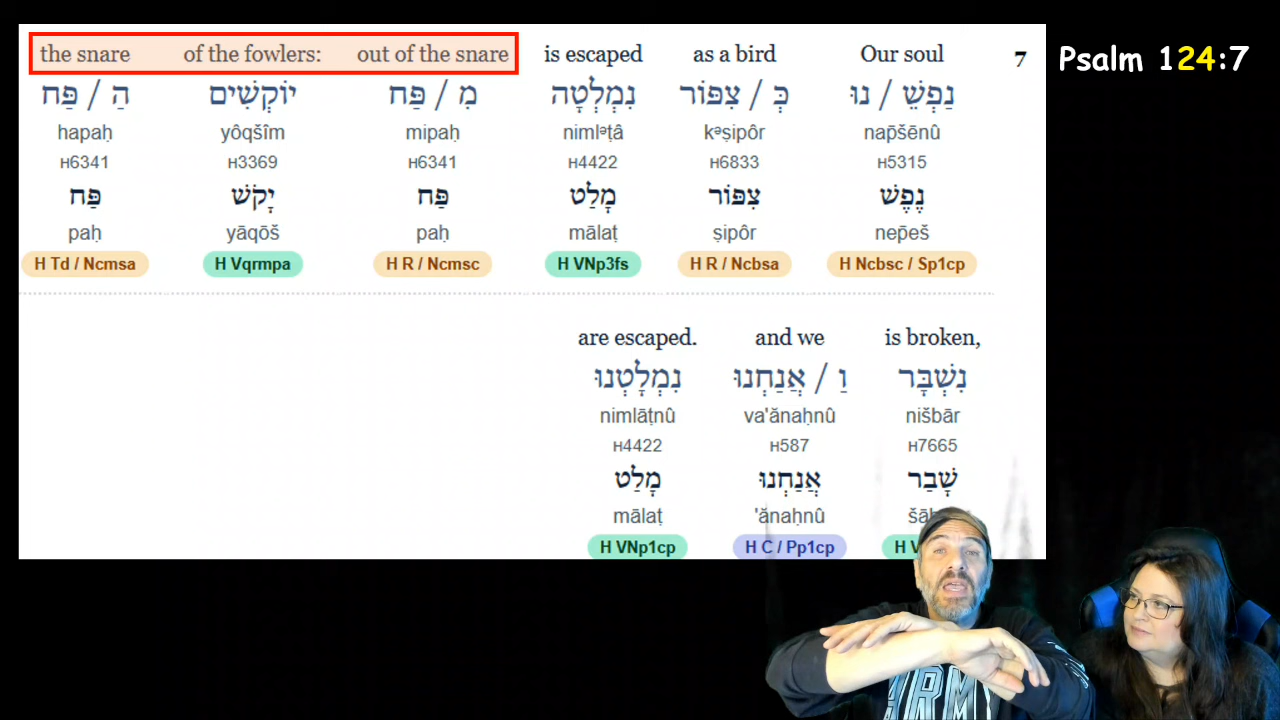 the snare of the fowlers: out of the snare is escaped as a bird Our soul 7 Psalm 124:7
הַ / פַּח יוֹקְשִׁים מִ / פַּח נִמְלְטָה כְּ / צִפּוֹר נַפְשֵׁ / נוּ
hapaḥ yôqšîm mipaḥ nimlᵊṭâ kᵊṣipôr nap̄šēnû
H6341 H3369 H6341 H4422 H6833 H5315
פַּח יָקֹשׁ פַּח מָלַט צִפּוֹר נֶפֶשׁ
paḥ yāqōš paḥ mālaṭ ṣipôr nep̄eš
H Td / Ncmsa H Vqrmpa H R / Ncmsc H VNp3fs H R / Ncbsa H Ncbsc / Sp1cp
are escaped. and we is broken,
נִמְלָטְנוּ וַ / אֲנַחְנוּ נִשְׁבָּר
nimlāṭnû va'ănaḥnû nišbār
H4422 H587 H7665
מָלַט אֲנַחְנוּ שָׁבַר
mālaṭ 'ănaḥnû
H VNp1cp H C / Pp1cp H
ARM